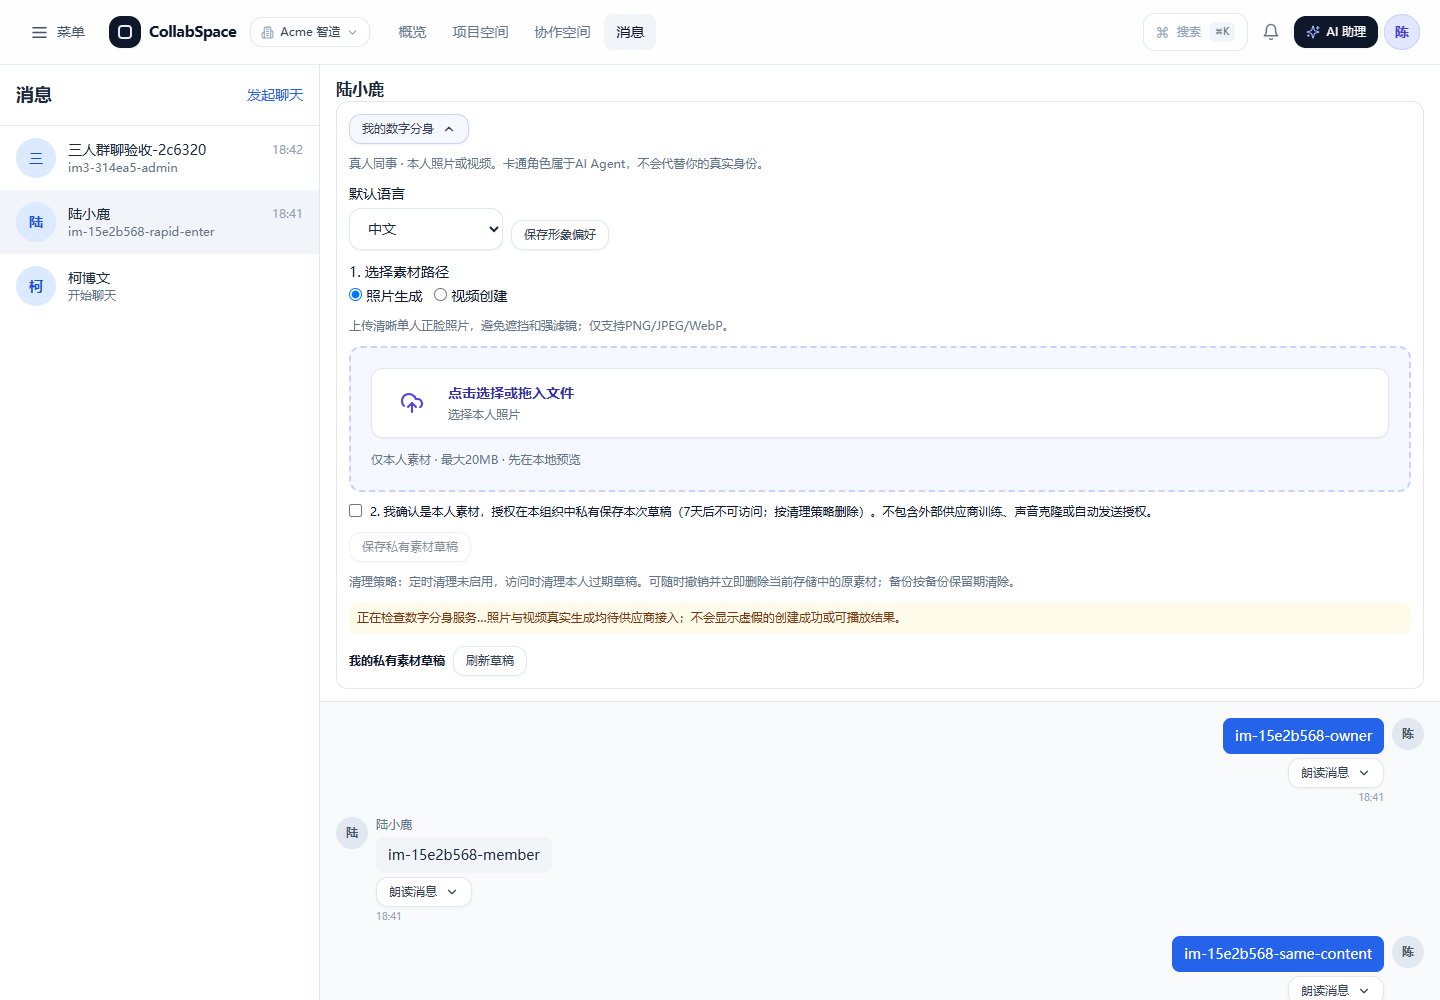 菜单
CollabSpace
Acme 智造
概览
项目空间
协作空间
消息
搜索
⌘K
AI 助理
陈
消息
发起聊天
三
三人群聊验收-2c6320
18:42
im3-314ea5-admin
陆
陆小鹿
18:41
im-15e2b568-rapid-enter
柯
柯博文
开始聊天
陆小鹿
我的数字分身
真人同事 · 本人照片或视频。卡通角色属于AI Agent，不会代替你的真实身份。
默认语言
中文
保存形象偏好
1. 选择素材路径
照片生成
视频创建
上传清晰单人正脸照片，避免遮挡和强滤镜；仅支持PNG/JPEG/WebP。
点击选择或拖入文件
选择本人照片
仅本人素材 · 最大20MB · 先在本地预览
2. 我确认是本人素材，授权在本组织中私有保存本次草稿（7天后不可访问；按清理策略删除）。不包含外部供应商训练、声音克隆或自动发送授权。
保存私有素材草稿
清理策略：定时清理未启用，访问时清理本人过期草稿。可随时撤销并立即删除当前存储中的原素材；备份按备份保留期清除。
正在检查数字分身服务...照片与视频真实生成均待供应商接入；不会显示虚假的创建成功或可播放结果。
我的私有素材草稿
刷新草稿
im-15e2b568-owner
陈
朗读消息
18:41
陆
陆小鹿
im-15e2b568-member
朗读消息
18:41
im-15e2b568-same-content
陈
朗读消息